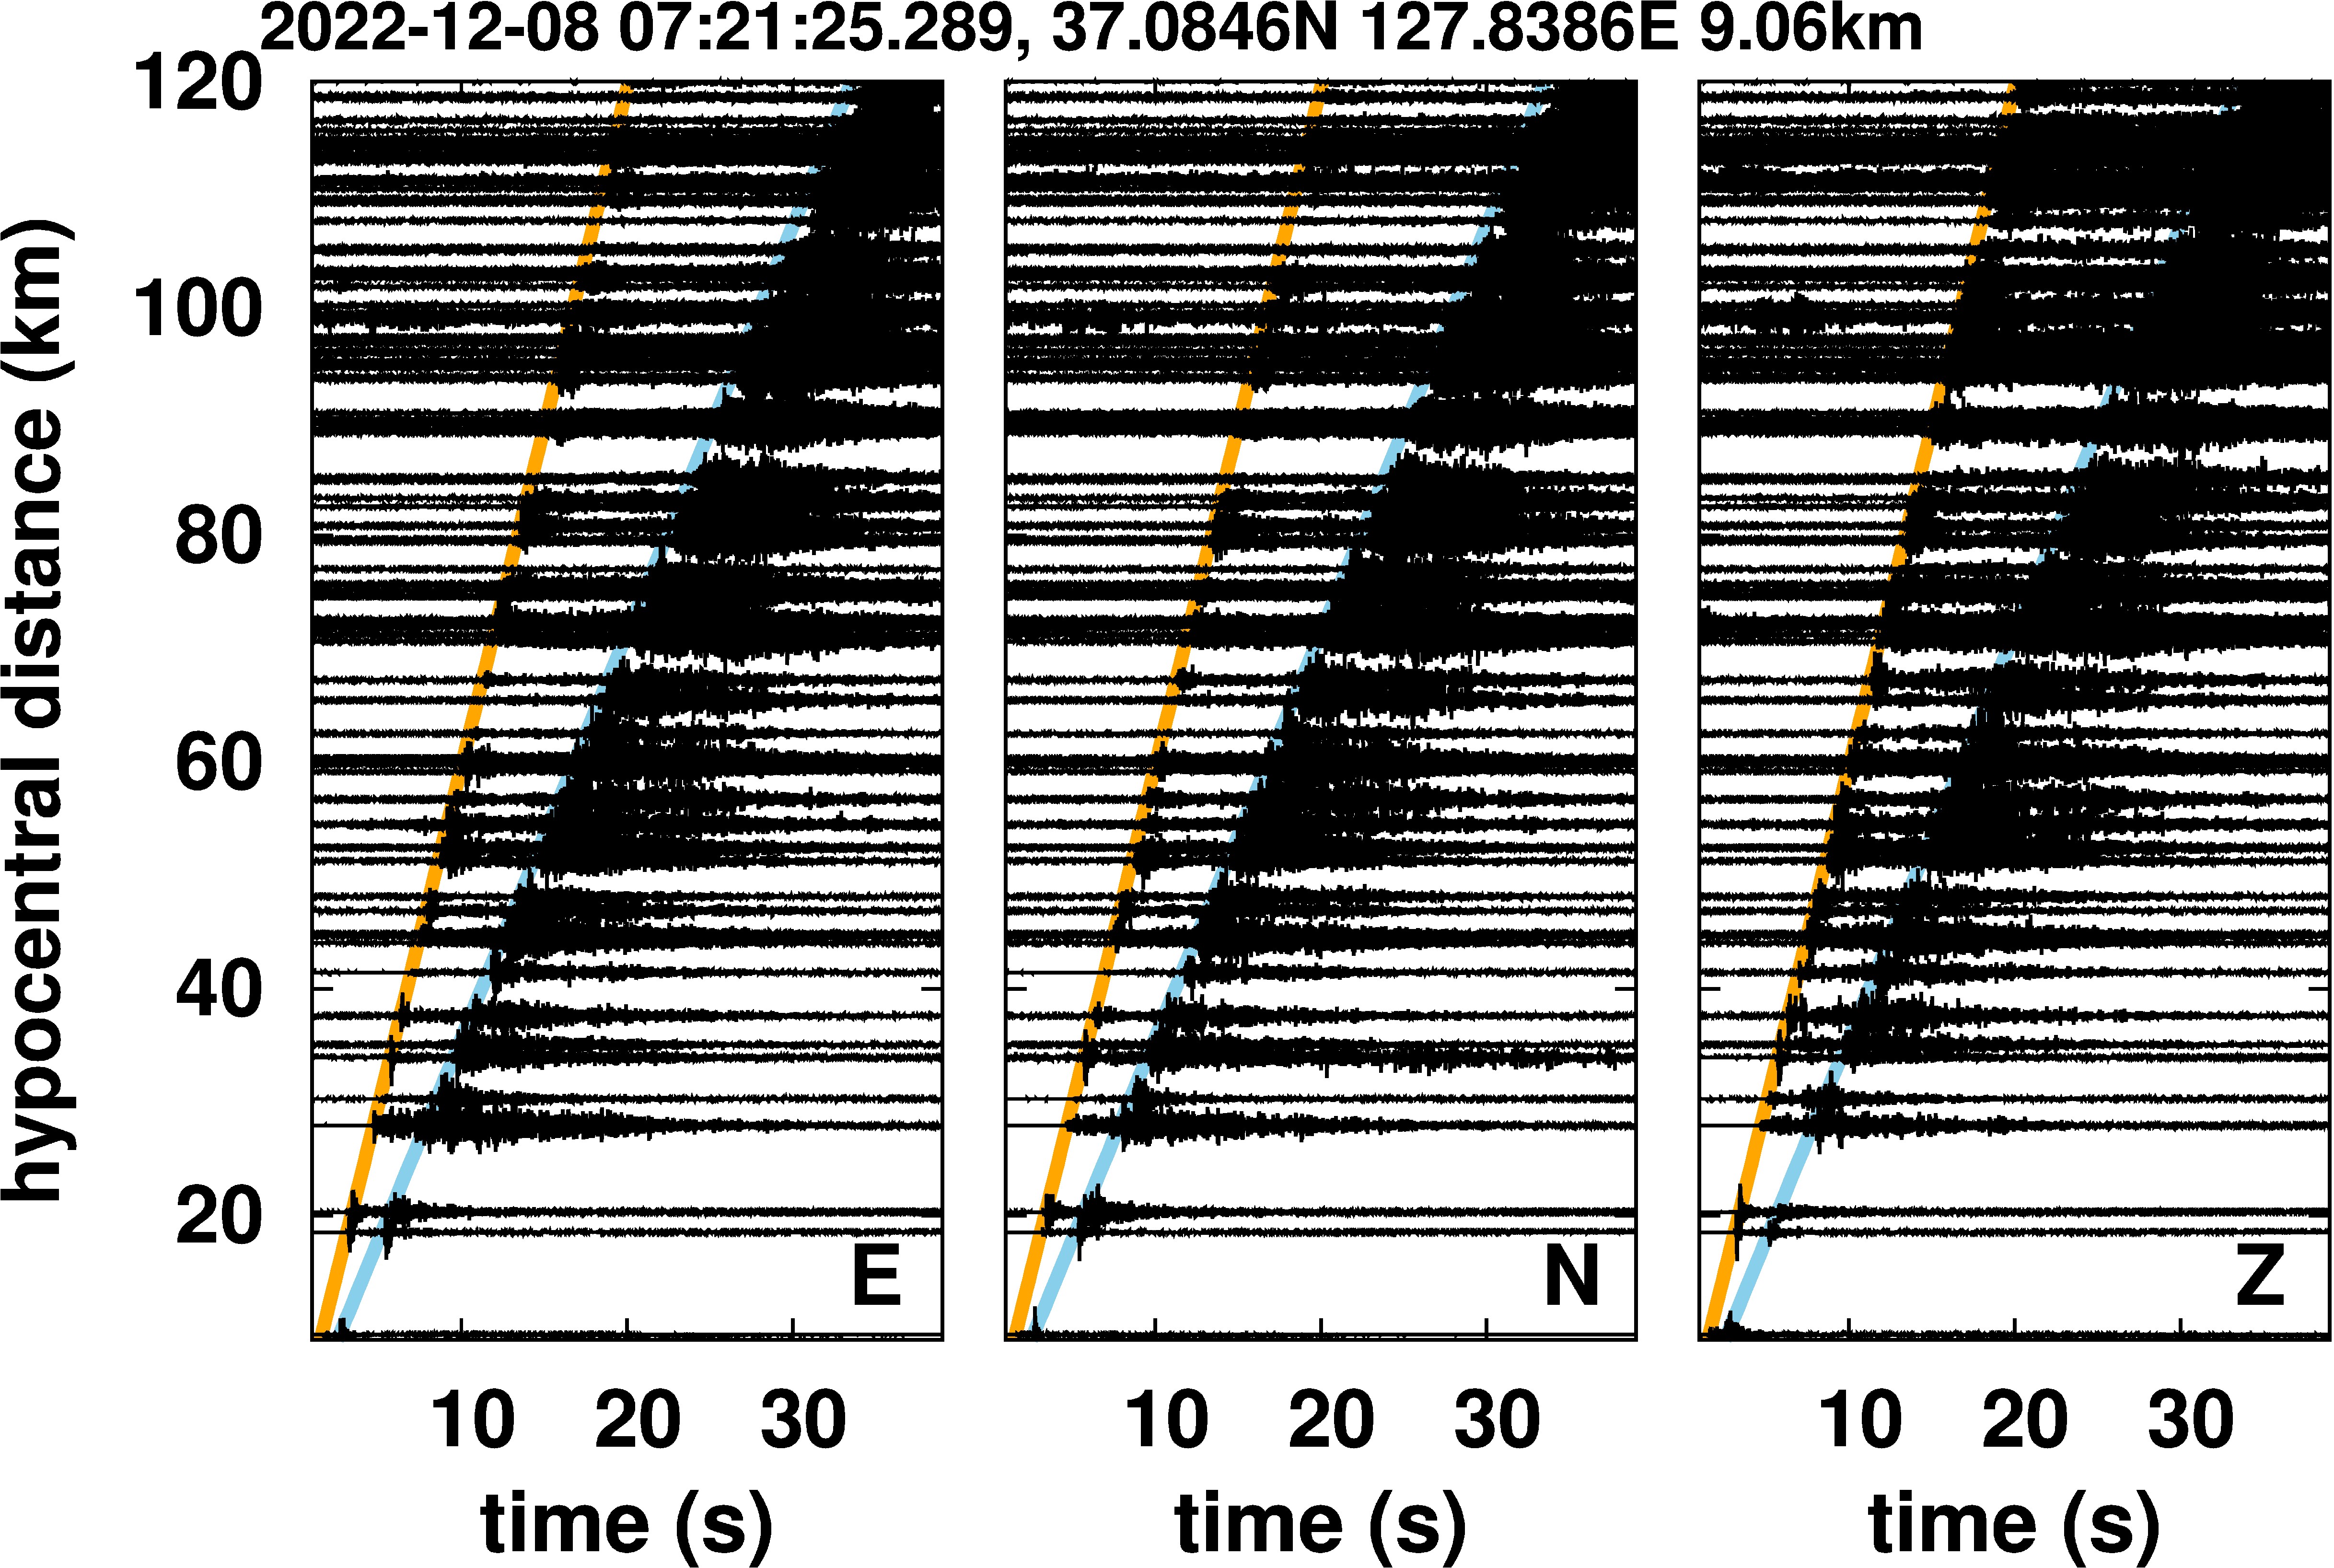 2022-12-08 07:21:25.289, 37.0846N 127.8386E 9.06km
hypocentral distance (km)
120
100
80
60
40
20
E
N
Z
10 20 30
10 20 30
10 20 30
time (s)
time (s)
time (s)